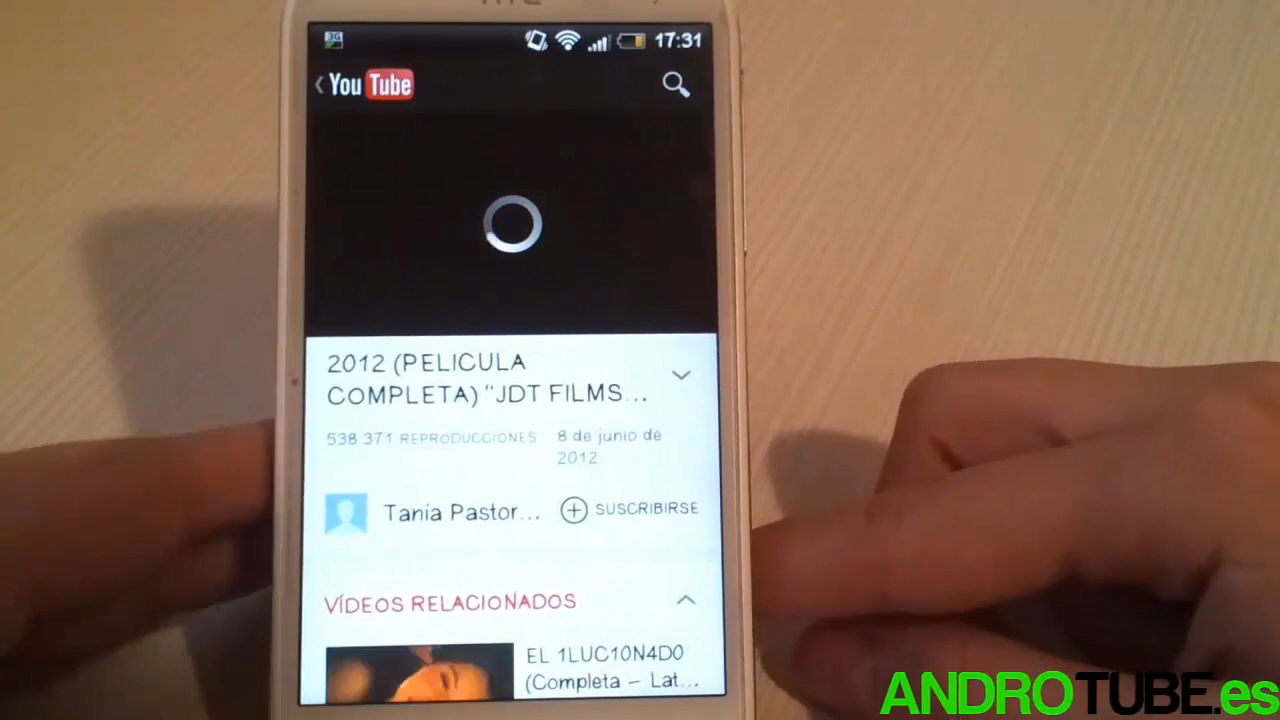 3G
17:31
YouTube
2012 (PELICULA
COMPLETA) "JDT FILMS...
538 371 REPRODUCCIONES
8 de junio de
2012
Tania Pastor...
SUSCRIBIRSE
VÍDEOS RELACIONADOS
EL 1LUC10N4D0
(Completa – Lat...
ANDROTUBE.es